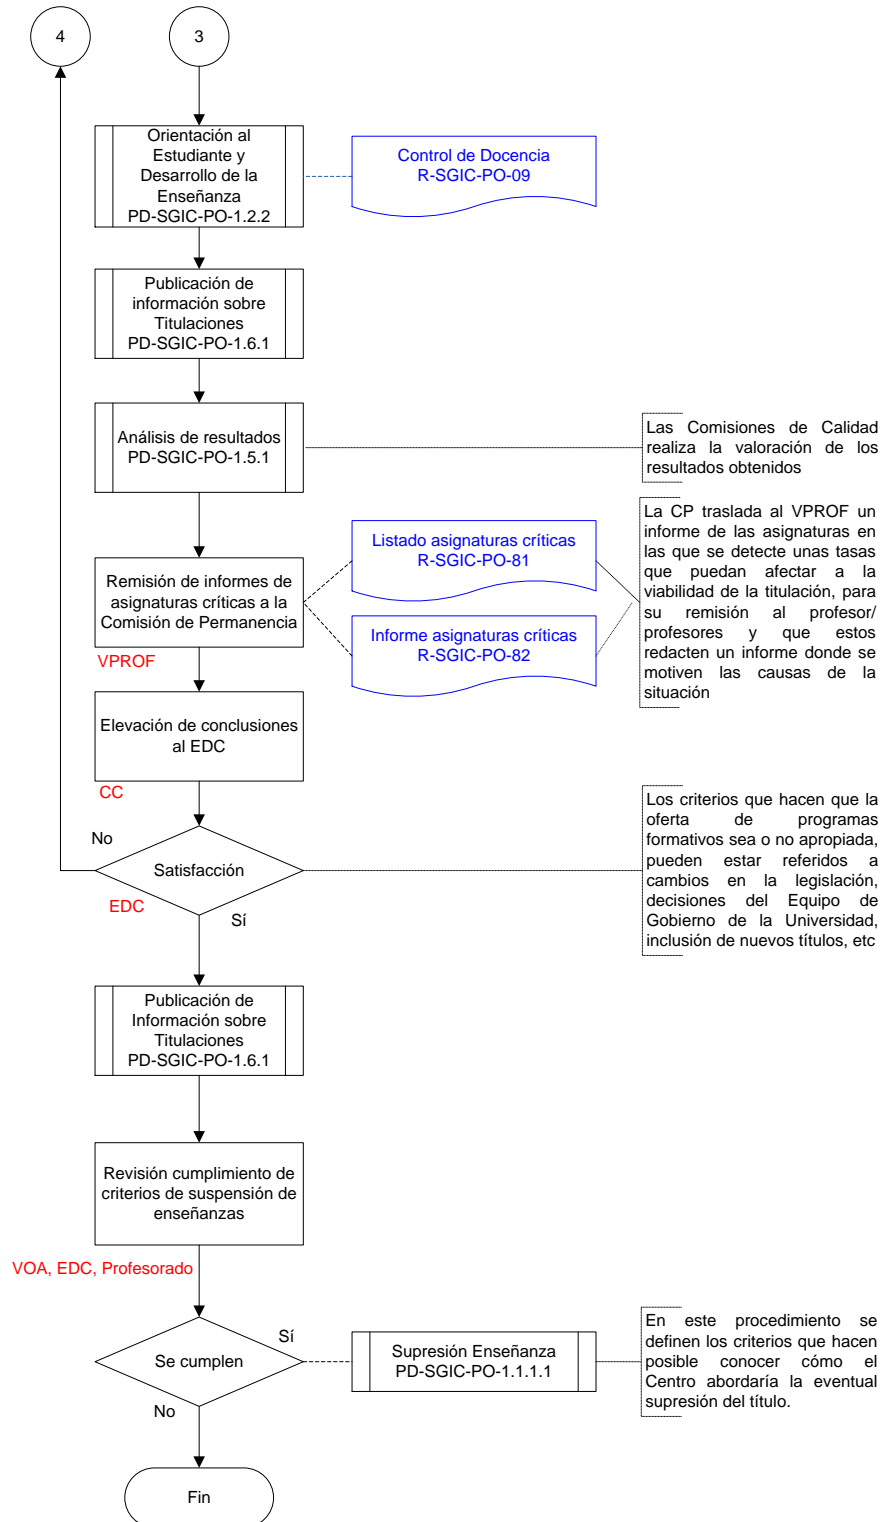 4
3
Orientación al
Estudiante y
Desarrollo de la
Enseñanza
PD-SGIC-PO-1.2.2
Control de Docencia
R-SGIC-PO-09
Publicación de
información sobre
Titulaciones
PD-SGIC-PO-1.6.1
Análisis de resultados
PD-SGIC-PO-1.5.1
Las Comisiones de Calidad
realiza la valoración de los
resultados obtenidos
Remisión de informes de
asignaturas críticas a la
Comisión de Permanencia
VPROF
Listado asignaturas críticas
R-SGIC-PO-81
Informe asignaturas críticas
R-SGIC-PO-82
La CP traslada al VPROF un
informe de las asignaturas en
las que se detecte unas tasas
que puedan afectar a la
viabilidad de la titulación, para
su remisión al profesor/
profesores y que estos
redacten un informe donde se
motiven las causas de la
situación
Elevación de conclusiones
al EDC
CC
No
Satisfacción
EDC
Sí
Los criterios que hacen que la
oferta de programas
formativos sea o no apropiada,
pueden estar referidos a
cambios en la legislación,
decisiones del Equipo de
Gobierno de la Universidad,
inclusión de nuevos títulos, etc
Publicación de
Información sobre
Titulaciones
PD-SGIC-PO-1.6.1
Revisión cumplimiento de
criterios de suspensión de
enseñanzas
VOA, EDC, Profesorado
Se cumplen
Sí
No
Supresión Enseñanza
PD-SGIC-PO-1.1.1.1
En este procedimiento se
definen los criterios que hacen
posible conocer cómo el
Centro abordaría la eventual
supresión del título.
Fin